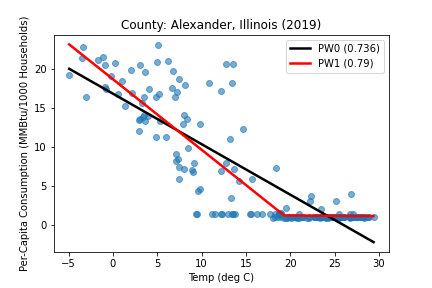 County: Alexander, Illinois (2019)
PW0 (0.736)
PW1 (0.79)
Per-Capita Consumption (MMBtu/1000 Households)
20
15
10
5
0
−5 0 5 10 15 20 25 30
Temp (deg C)